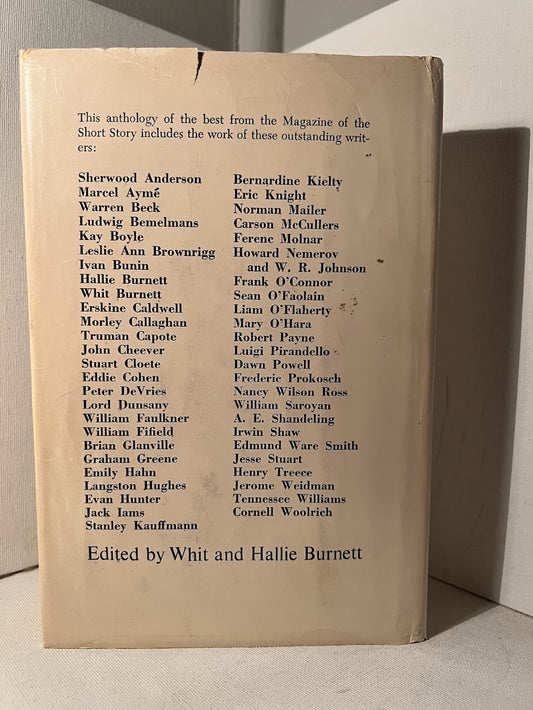 This anthology of the best from the Magazine of the
Short Story includes the work of these outstanding writ-
ers:
Sherwood Anderson
Marcel Aymé
Warren Beck
Ludwig Bemelmans
Kay Boyle
Leslie Ann Brownrigg
Ivan Bunin
Hallie Burnett
Whit Burnett
Erskine Caldwell
Morley Callaghan
Truman Capote
John Cheever
Stuart Cloete
Eddie Cohen
Peter DeVries
Lord Dunsany
William Faulkner
William Fifield
Brian Glanville
Graham Greene
Emily Hahn
Langston Hughes
Evan Hunter
Jack Iams
Stanley Kauffmann
Bernardine Kielty
Eric Knight
Norman Mailer
Carson McCullers
Ferenc Molnar
Howard Nemerov
and W. R. Johnson
Frank O'Connor
Sean O'Faolain
Liam O'Flaherty
Mary O'Hara
Robert Payne
Luigi Pirandello
Dawn Powell
Frederic Prokosch
Nancy Wilson Ross
William Saroyan
A. E. Shandeling
Irwin Shaw
Edmund Ware Smith
Jesse Stuart
Henry Treece
Jerome Weidman
Tennessee Williams
Cornell Woolrich
Edited by Whit and Hallie Burnett